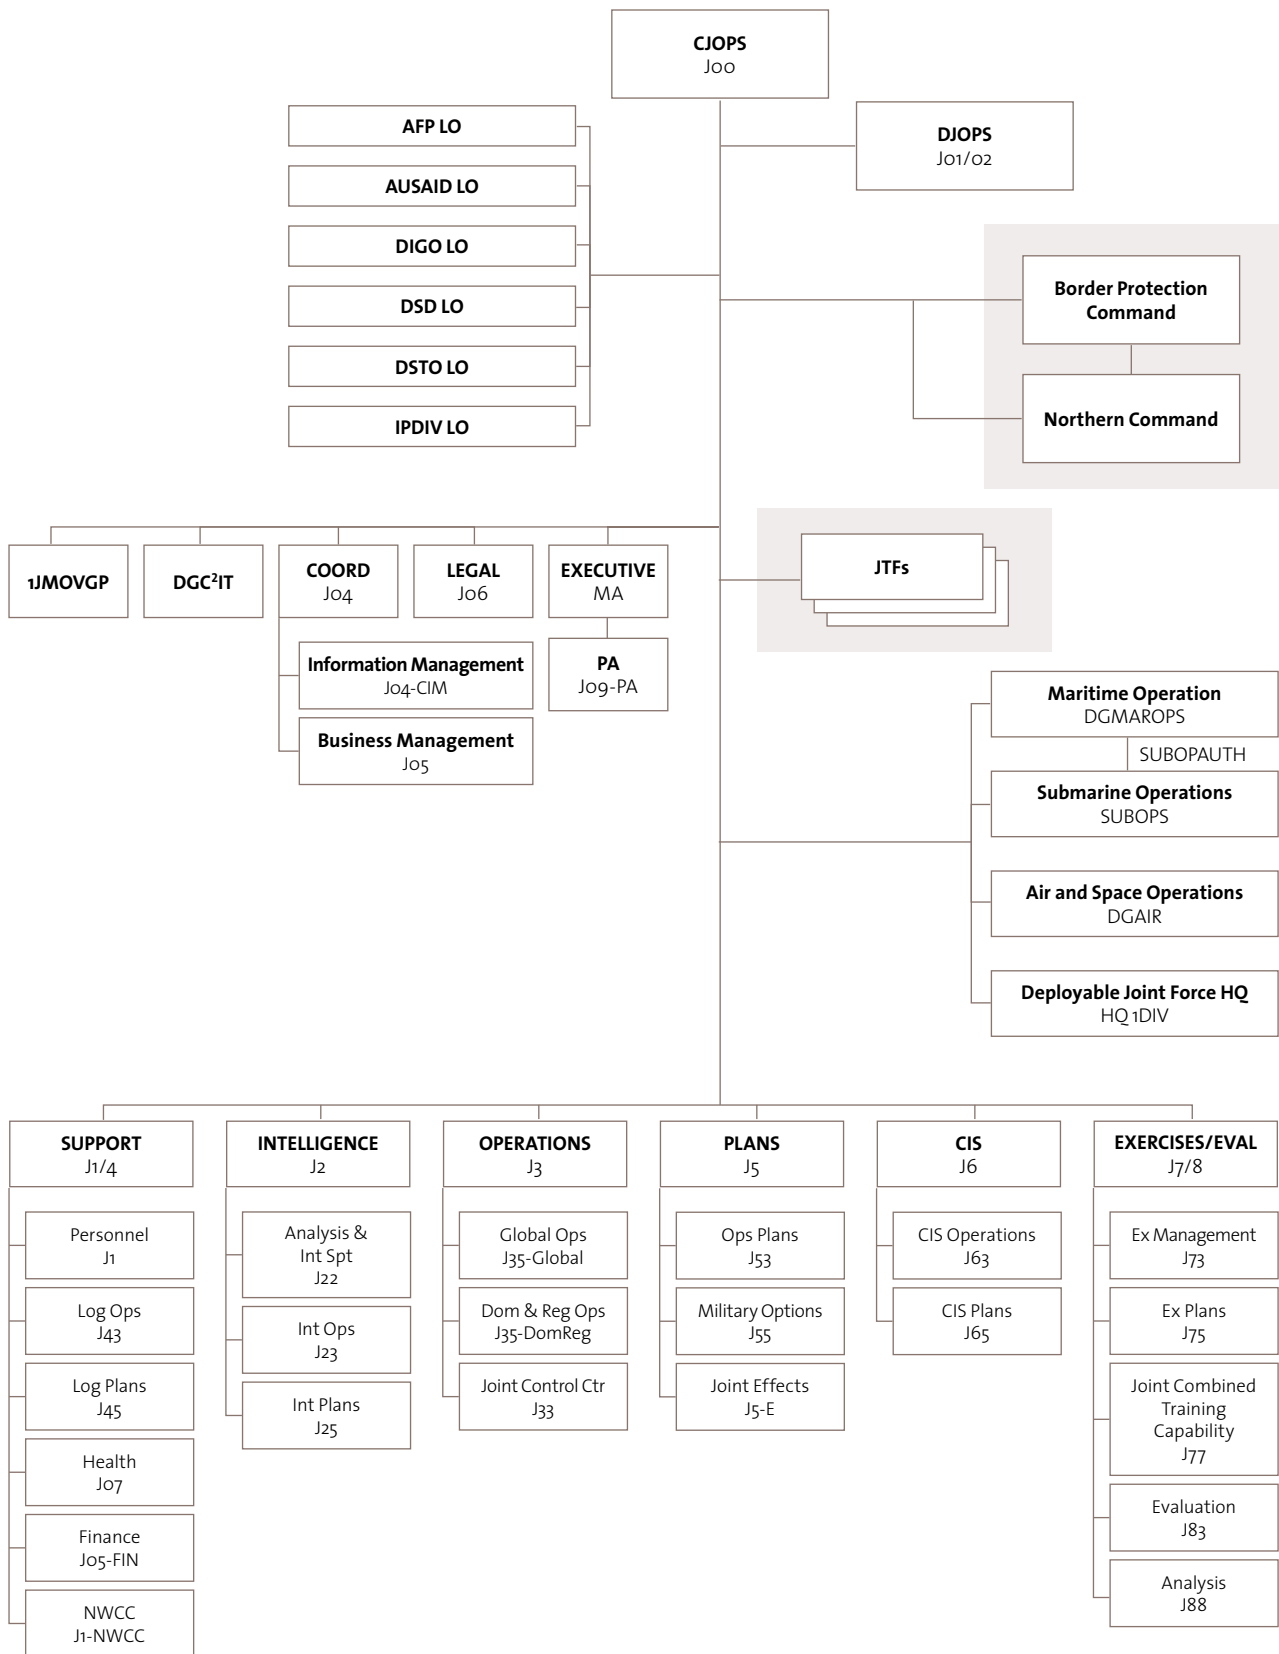 CJOPS
J00
AFP LO
DJOPS
J01/02
AUSAID LO
DIGO LO
Border Protection
Command
DSD LO
DSTO LO
Northern Command
IPDIV LO
1JMOVGP
DGC²IT
COORD
J04
LEGAL
J06
EXECUTIVE
MA
JTFs
Information Management
J04-CIM
PA
J09-PA
Business Management
J05
Maritime Operation
DGMAROPS
SUBOPAUTH
Submarine Operations
SUBOPS
Air and Space Operations
DGAIR
Deployable Joint Force HQ
HQ 1DIV
SUPPORT
J1/4
Personnel
J1
Log Ops
J43
Log Plans
J45
Health
J07
Finance
J05-FIN
NWCC
J1-NWCC
INTELLIGENCE
J2
Analysis &
Int Spt
J22
Int Ops
J23
Int Plans
J25
OPERATIONS
J3
Global Ops
J35-Global
Dom & Reg Ops
J35-DomReg
Joint Control Ctr
J33
PLANS
J5
Ops Plans
J53
Military Options
J55
Joint Effects
J5-E
CIS
J6
CIS Operations
J63
CIS Plans
J65
EXERCISES/EVAL
J7/8
Ex Management
J73
Ex Plans
J75
Joint Combined
Training
Capability
J77
Evaluation
J83
Analysis
J88